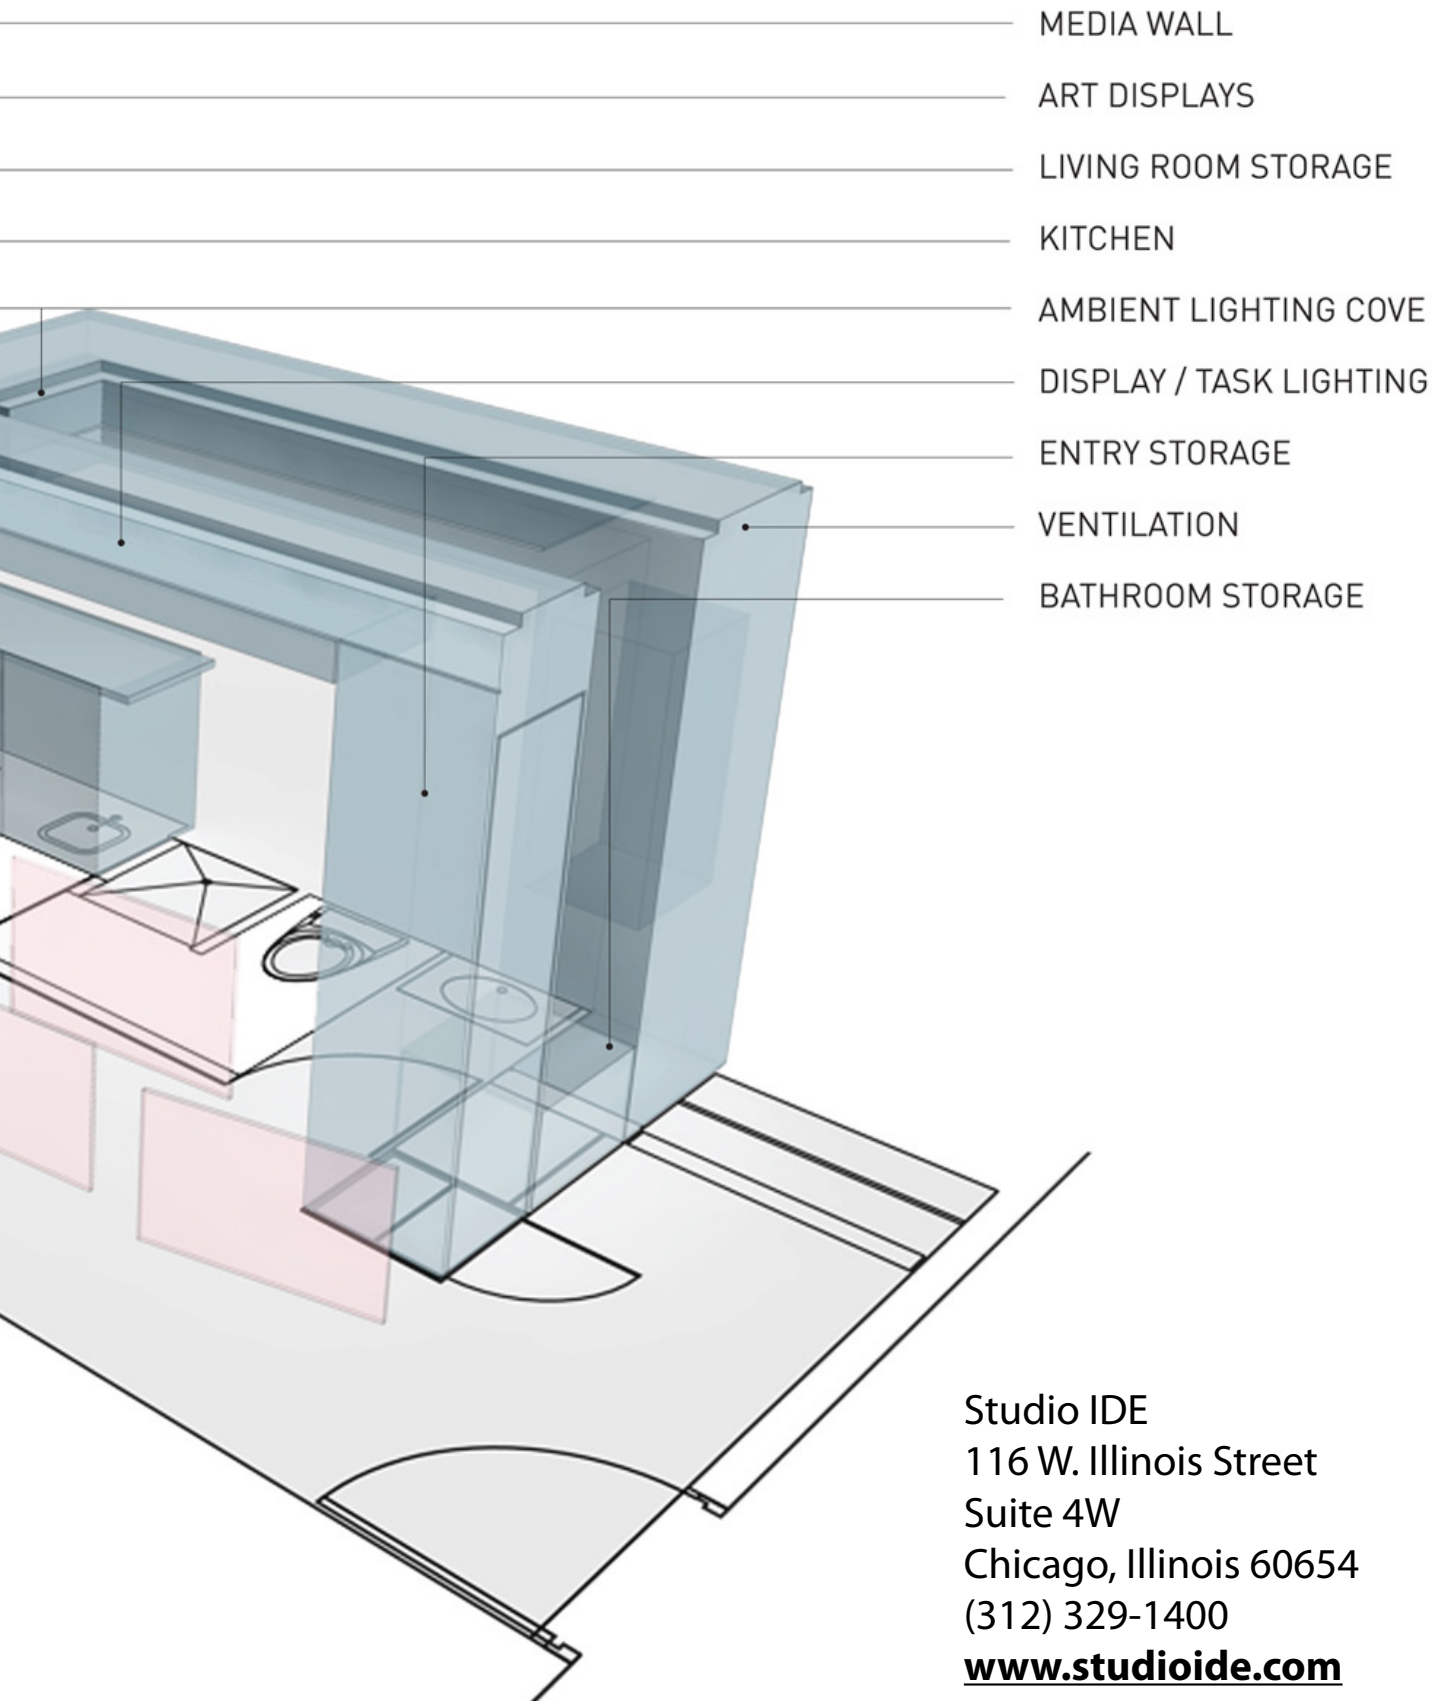 MEDIA WALL
ART DISPLAYS
LIVING ROOM STORAGE
KITCHEN
AMBIENT LIGHTING COVE
DISPLAY / TASK LIGHTING
ENTRY STORAGE
VENTILATION
BATHROOM STORAGE
Studio IDE
116 W. Illinois Street
Suite 4W
Chicago, Illinois 60654
(312) 329-1400
www.studioide.com